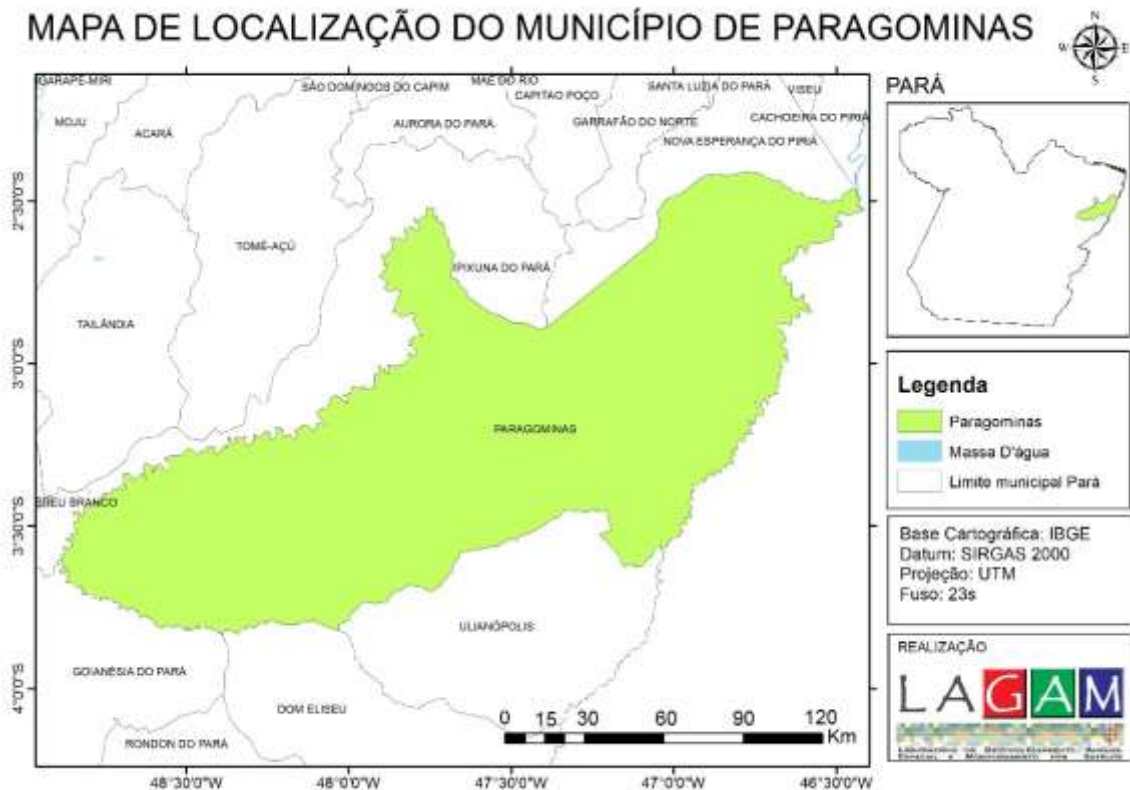 MAPA DE LOCALIZAÇÃO DO MUNICÍPIO DE PARAGOMINAS
N
W E
S
IGARAPÉ-MIRI
MOJU
ACARÁ
SÃO DOMINGOS DO CAPIM
MÃE DO RIO
CAPITÃO POÇO
AURORA DO PARÁ
SANTA LUZIA DO PARÁ
VISEU
GARRAFÃO DO NORTE
CACHOEIRA DO PIRIÁ
NOVA ESPERANÇA DO PIRIÁ
TOMÉ-AÇÚ
IPIXUNA DO PARÁ
TAILÂNDIA
PARAGOMINAS
BREU BRANCO
ULIANÓPOLIS
GOIANÉSIA DO PARÁ
DOM ELISEU
RONDON DO PARÁ
2°30'0"S
3°0'0"S
3°30'0"S
4°0'0"S
0 15 30 60 90 120
Km
48°30'0"W 48°0'0"W 47°30'0"W 47°0'0"W 46°30'0"W
PARÁ
Legenda
Paragominas
Massa D'água
Limite municipal Pará
Base Cartográfica: IBGE
Datum: SIRGAS 2000
Projeção: UTM
Fuso: 23s
REALIZAÇÃO
LAGAM